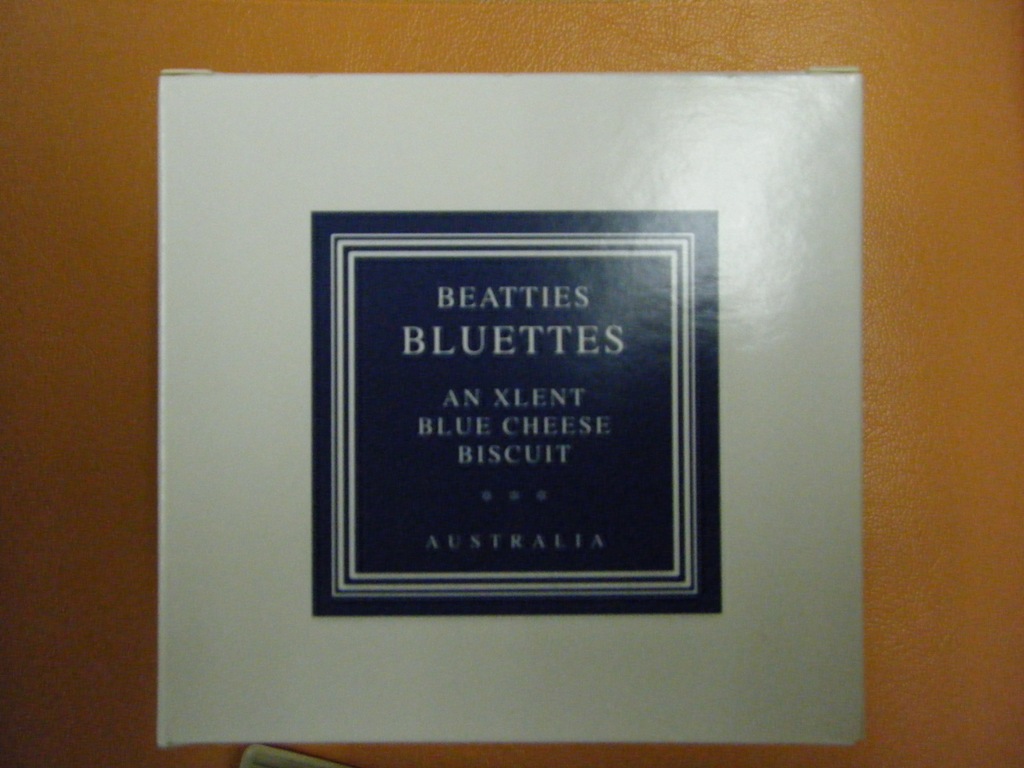 BEATTIES
BLUETTES
AN XLENT
BLUE CHEESE
BISCUIT
AUSTRALIA